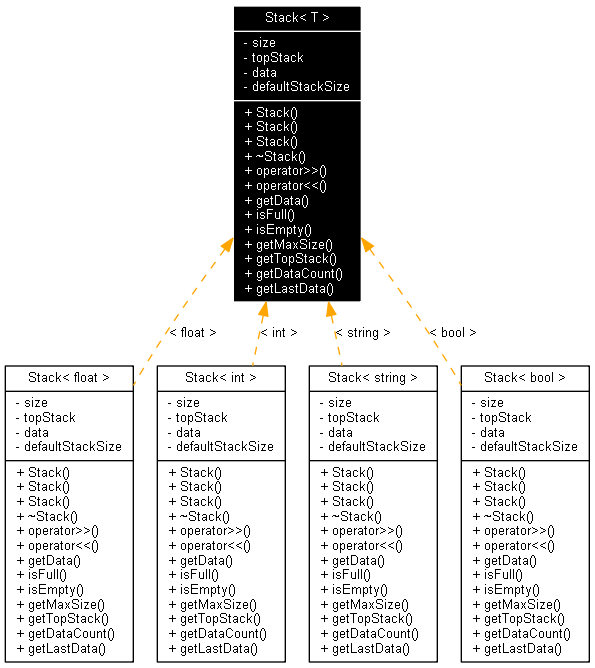 Stack< T >
- size
- topStack
- data
- defaultStackSize
+ Stack()
+ Stack()
+ Stack()
+ ~Stack()
+ operator>>()
+ operator<<()
+ getData()
+ isFull()
+ isEmpty()
+ getMaxSize()
+ getTopStack()
+ getDataCount()
+ getLastData()
< float >
< int >
< string >
< bool >
Stack< float >
- size
- topStack
- data
- defaultStackSize
+ Stack()
+ Stack()
+ Stack()
+ ~Stack()
+ operator>>()
+ operator<<()
+ getData()
+ isFull()
+ isEmpty()
+ getMaxSize()
+ getTopStack()
+ getDataCount()
+ getLastData()
Stack< int >
- size
- topStack
- data
- defaultStackSize
+ Stack()
+ Stack()
+ Stack()
+ ~Stack()
+ operator>>()
+ operator<<()
+ getData()
+ isFull()
+ isEmpty()
+ getMaxSize()
+ getTopStack()
+ getDataCount()
+ getLastData()
Stack< string >
- size
- topStack
- data
- defaultStackSize
+ Stack()
+ Stack()
+ Stack()
+ ~Stack()
+ operator>>()
+ operator<<()
+ getData()
+ isFull()
+ isEmpty()
+ getMaxSize()
+ getTopStack()
+ getDataCount()
+ getLastData()
Stack< bool >
- size
- topStack
- data
- defaultStackSize
+ Stack()
+ Stack()
+ Stack()
+ ~Stack()
+ operator>>()
+ operator<<()
+ getData()
+ isFull()
+ isEmpty()
+ getMaxSize()
+ getTopStack()
+ getDataCount()
+ getLastData()